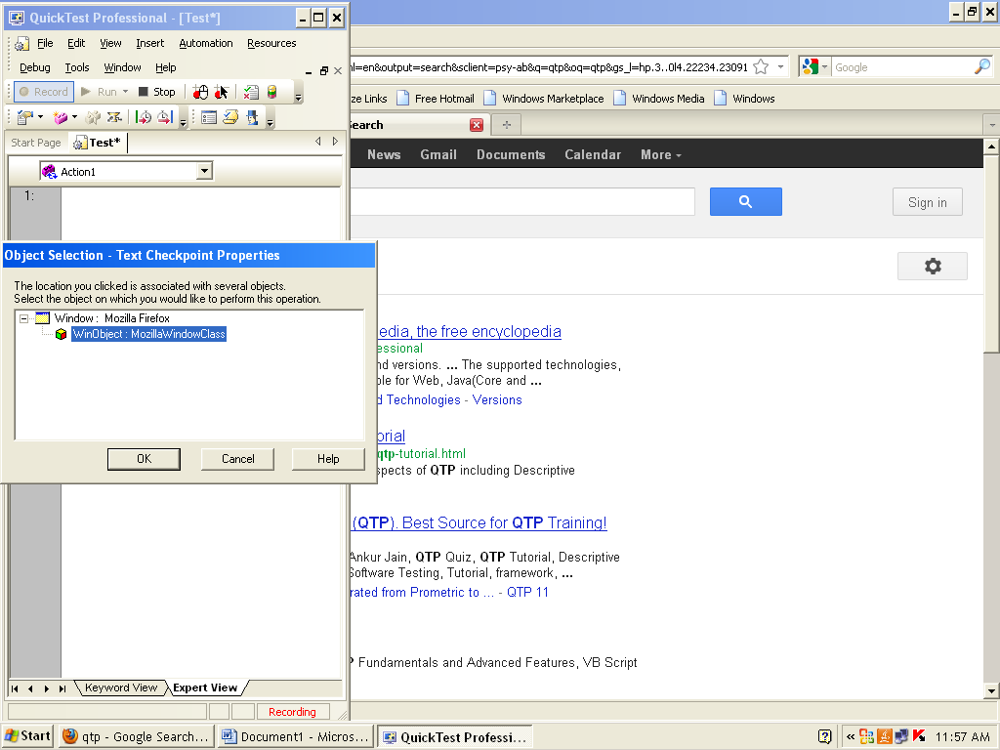 QuickTest Professional - [Test*]
File Edit View Insert Automation Resources
Debug Tools Window Help
Record Run Stop
Start Page Test*
Action1
1:
ml=en&output=search&sclient=psy-ab&q=qtp&oq=qtp&gs_l=hp.3..0l4.22234.23091
Google
ze Links Free Hotmail Windows Marketplace Windows Media Windows
Search
News Gmail Documents Calendar More
Sign in
Object Selection - Text Checkpoint Properties
The location you clicked is associated with several objects.
Select the object on which you would like to perform this operation.
Window : Mozilla Firefox
WinObject : MozillaWindowClass
OK Cancel Help
edia, the free encyclopedia
essional
nd versions. ... The supported technologies,
ole for Web, Java(Core and ...
d Technologies - Versions
orial
qtp-tutorial.html
spects of QTP including Descriptive
(QTP). Best Source for QTP Training!
Ankur Jain, QTP Quiz, QTP Tutorial, Descriptive
Software Testing, Tutorial, framework, ...
rated from Prometric to ... - QTP 11
P Fundamentals and Advanced Features, VB Script
Keyword View Expert View
Recording
Start qtp - Google Search... Document1 - Micros... QuickTest Professi... 11:57 AM